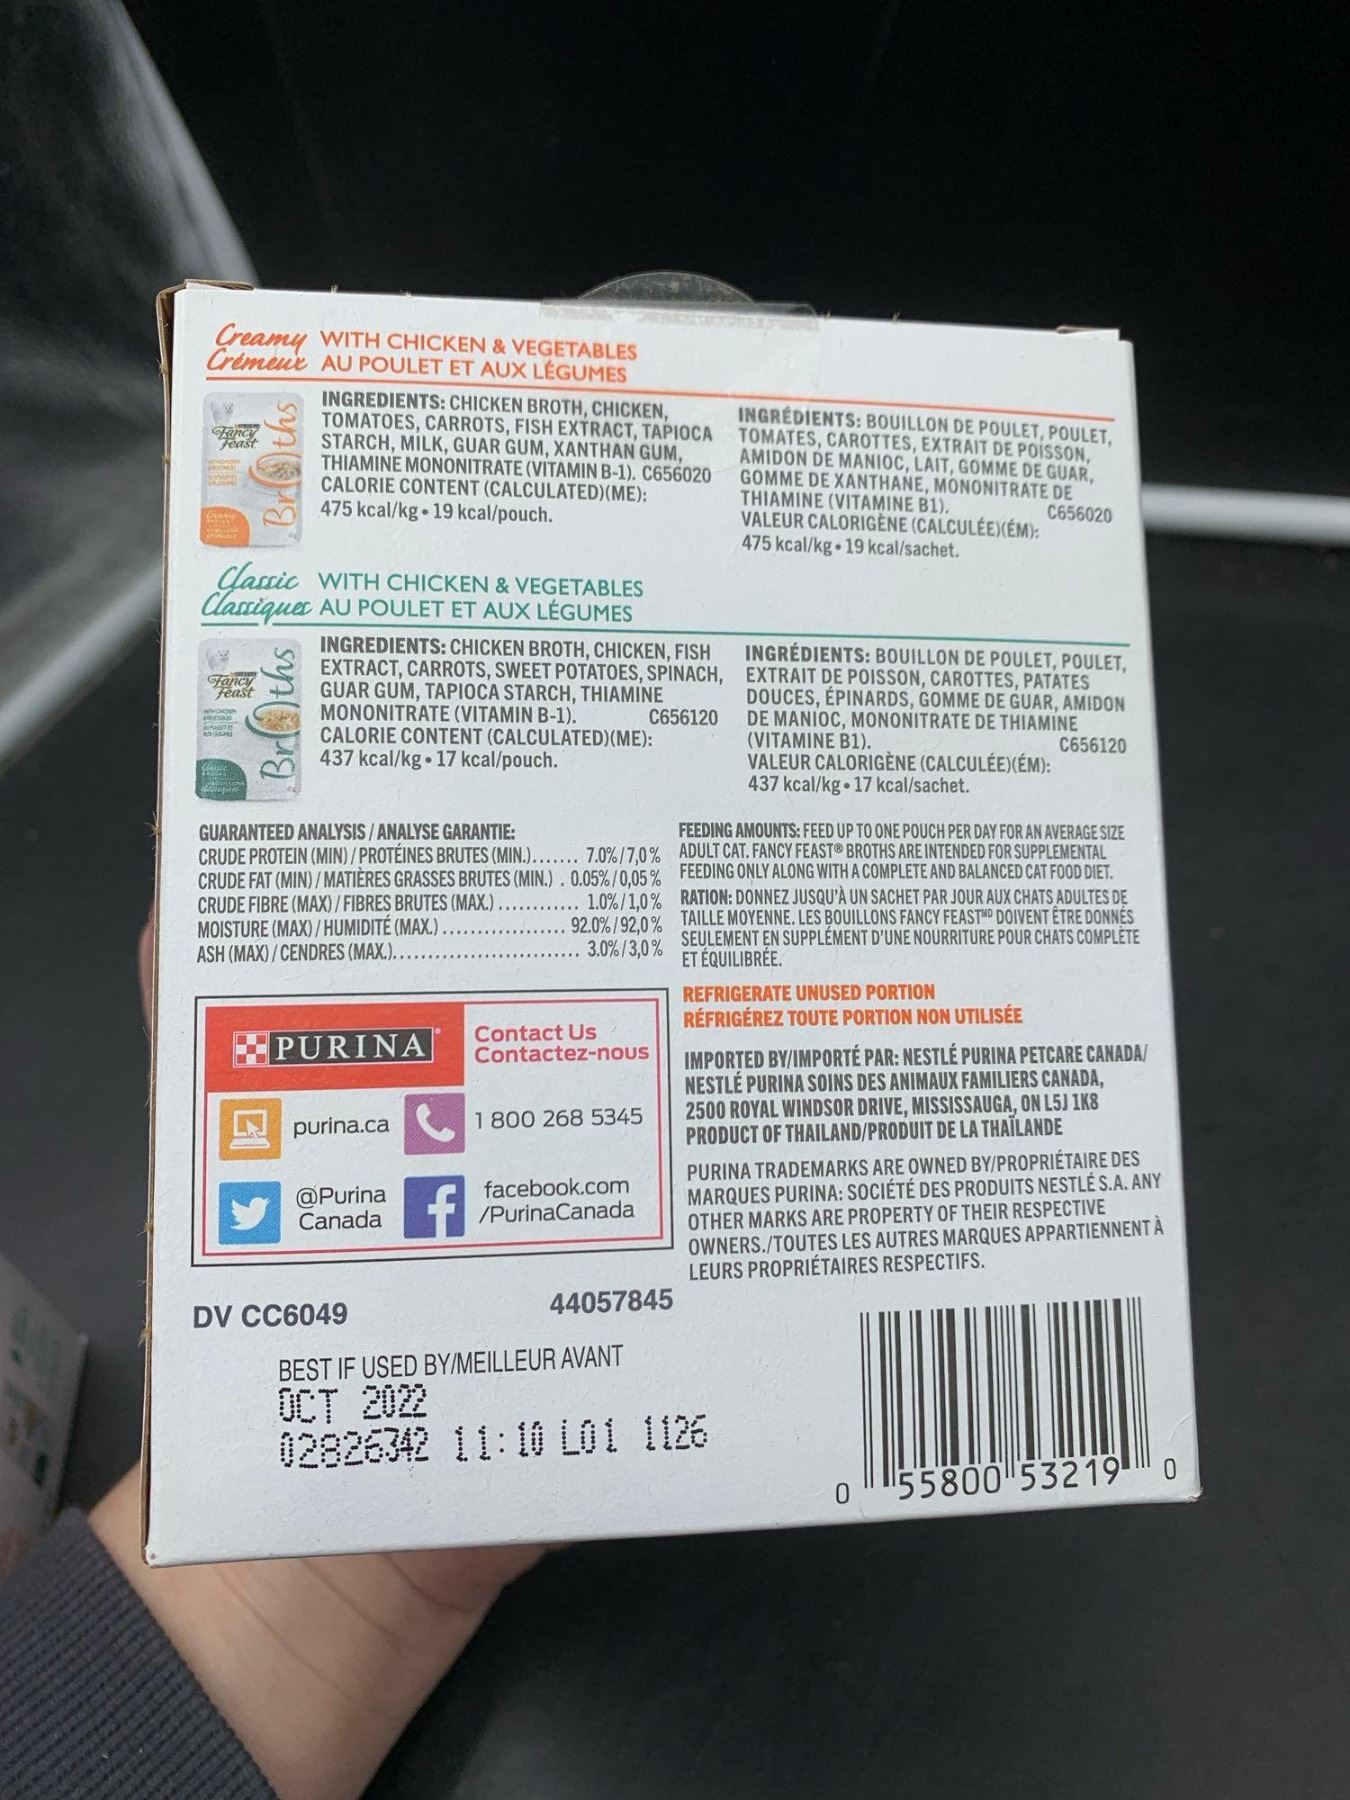 Creamy WITH CHICKEN & VEGETABLES
Crémeux AU POULET ET AUX LÉGUMES
Fancy Feast
Broths
INGREDIENTS: CHICKEN BROTH, CHICKEN,
TOMATOES, CARROTS, FISH EXTRACT, TAPIOCA
STARCH, MILK, GUAR GUM, XANTHAN GUM,
THIAMINE MONONITRATE (VITAMIN B-1). C656020
CALORIE CONTENT (CALCULATED)(ME):
475 kcal/kg • 19 kcal/pouch.
INGRÉDIENTS: BOUILLON DE POULET, POULET,
TOMATES, CAROTTES, EXTRAIT DE POISSON,
AMIDON DE MANIOC, LAIT, GOMME DE GUAR,
GOMME DE XANTHANE, MONONITRATE DE
THIAMINE (VITAMINE B1). C656020
VALEUR CALORIGÈNE (CALCULÉE)(ÉM):
475 kcal/kg • 19 kcal/sachet.
Classic WITH CHICKEN & VEGETABLES
Classiques AU POULET ET AUX LÉGUMES
Fancy Feast
Broths
INGREDIENTS: CHICKEN BROTH, CHICKEN, FISH
EXTRACT, CARROTS, SWEET POTATOES, SPINACH,
GUAR GUM, TAPIOCA STARCH, THIAMINE
MONONITRATE (VITAMIN B-1). C656120
CALORIE CONTENT (CALCULATED)(ME):
437 kcal/kg • 17 kcal/pouch.
INGRÉDIENTS: BOUILLON DE POULET, POULET,
EXTRAIT DE POISSON, CAROTTES, PATATES
DOUCES, ÉPINARDS, GOMME DE GUAR, AMIDON
DE MANIOC, MONONITRATE DE THIAMINE
(VITAMINE B1). C656120
VALEUR CALORIGÈNE (CALCULÉE)(ÉM):
437 kcal/kg • 17 kcal/sachet.
GUARANTEED ANALYSIS / ANALYSE GARANTIE:
CRUDE PROTEIN (MIN) / PROTÉINES BRUTES (MIN.)....... 7.0% / 7,0 %
CRUDE FAT (MIN) / MATIÈRES GRASSES BRUTES (MIN.) . 0.05% / 0,05 %
CRUDE FIBRE (MAX) / FIBRES BRUTES (MAX.) ............ 1.0% / 1,0 %
MOISTURE (MAX) / HUMIDITÉ (MAX.) .................. 92.0% / 92,0 %
ASH (MAX) / CENDRES (MAX.)........................... 3.0% / 3,0 %
FEEDING AMOUNTS: FEED UP TO ONE POUCH PER DAY FOR AN AVERAGE SIZE
ADULT CAT. FANCY FEAST® BROTHS ARE INTENDED FOR SUPPLEMENTAL
FEEDING ONLY ALONG WITH A COMPLETE AND BALANCED CAT FOOD DIET.
RATION: DONNEZ JUSQU'À UN SACHET PAR JOUR AUX CHATS ADULTES DE
TAILLE MOYENNE. LES BOUILLONS FANCY FEASTᴹᴰ DOIVENT ÊTRE DONNÉS
SEULEMENT EN SUPPLÉMENT D'UNE NOURRITURE POUR CHATS COMPLÈTE
ET ÉQUILIBRÉE.
REFRIGERATE UNUSED PORTION
RÉFRIGÉREZ TOUTE PORTION NON UTILISÉE
IMPORTED BY/IMPORTÉ PAR: NESTLÉ PURINA PETCARE CANADA/
NESTLÉ PURINA SOINS DES ANIMAUX FAMILIERS CANADA,
2500 ROYAL WINDSOR DRIVE, MISSISSAUGA, ON L5J 1K8
PRODUCT OF THAILAND/PRODUIT DE LA THAÏLANDE
PURINA TRADEMARKS ARE OWNED BY/PROPRIÉTAIRE DES
MARQUES PURINA: SOCIÉTÉ DES PRODUITS NESTLÉ S.A. ANY
OTHER MARKS ARE PROPERTY OF THEIR RESPECTIVE
OWNERS./TOUTES LES AUTRES MARQUES APPARTIENNENT À
LEURS PROPRIÉTAIRES RESPECTIFS.
PURINA
Contact Us
Contactez-nous
purina.ca
1 800 268 5345
@Purina
Canada
facebook.com
/PurinaCanada
DV CC6049
44057845
BEST IF USED BY/MEILLEUR AVANT
OCT 2022
02826342 11:10 L01 1126
0 55800 53219 0